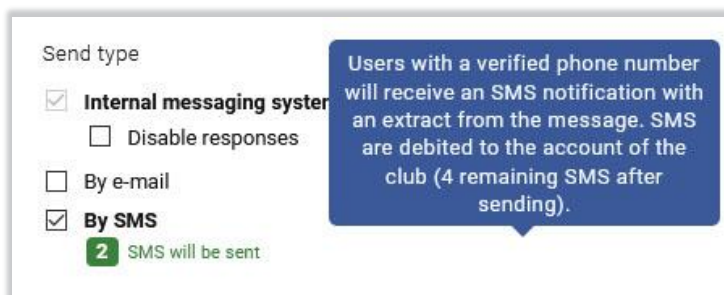 Send type
Internal messaging syster
Disable responses
By e-mail
By SMS
2 SMS will be sent
Users with a verified phone number
will receive an SMS notification with
an extract from the message. SMS
are debited to the account of the
club (4 remaining SMS after
sending).